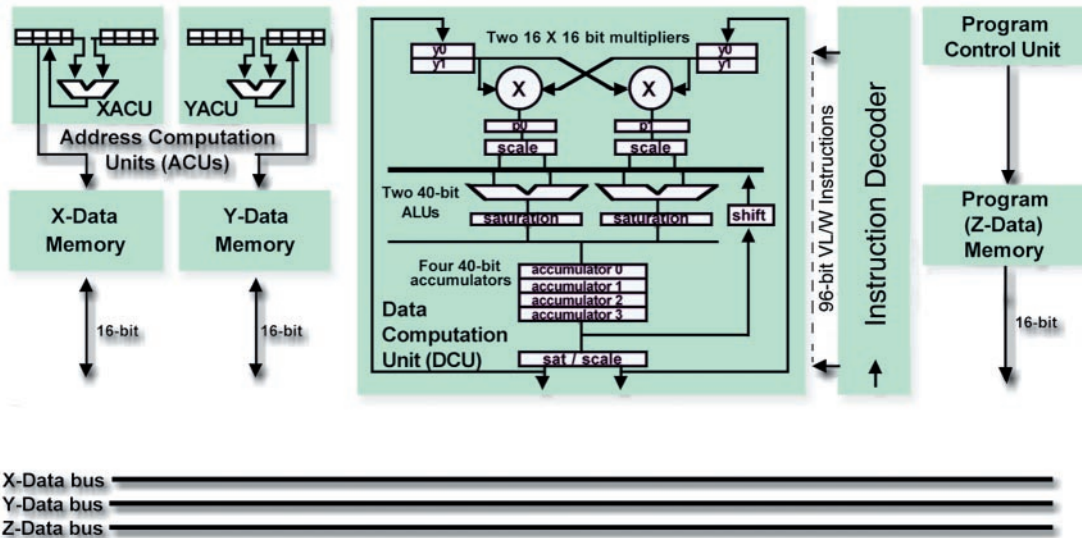 XACU
YACU
Address Computation
Units (ACUs)
X-Data
Memory
Y-Data
Memory
16-bit
16-bit
Two 16 X 16 bit multipliers
y0
y1
y0
y1
X
X
p0
p1
scale
scale
Two 40-bit
ALUs
saturation
saturation
shift
Four 40-bit
accumulators
accumulator 0
accumulator 1
accumulator 2
accumulator 3
Data
Computation
Unit (DCU)
sat / scale
96-bit VL/W Instructions
Instruction Decoder
Program
Control Unit
Program
(Z-Data)
Memory
16-bit
X-Data bus
Y-Data bus
Z-Data bus